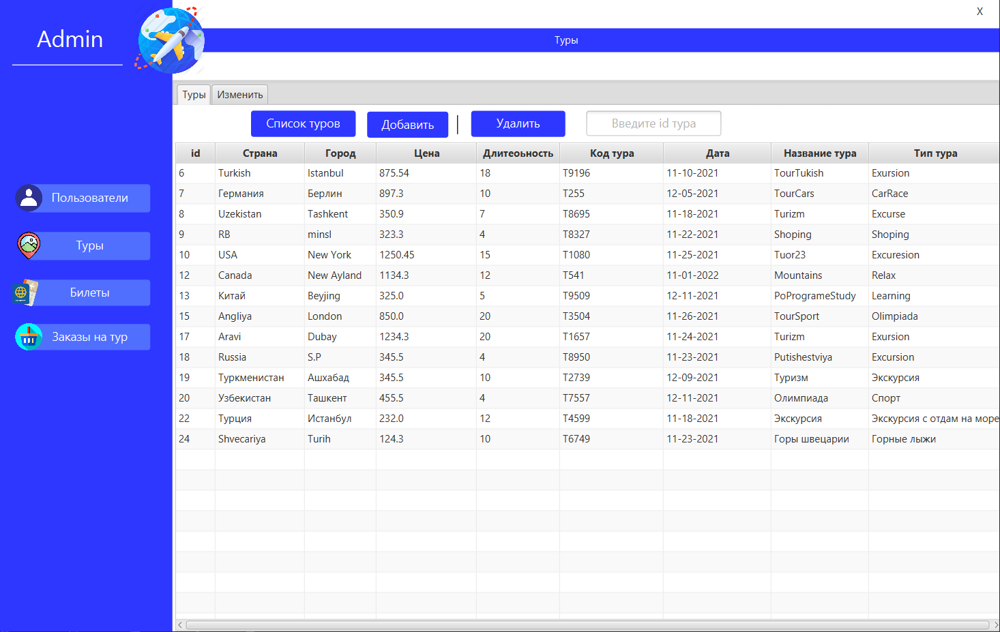 X
Admin
Туры
Туры Изменить
Список туров Добавить | Удалить Введите id тура
id Страна Город Цена Длитеоьность Код тура Дата Название тура Тип тура
6 Turkish Istanbul 875.54 18 T9196 11-10-2021 TourTukish Exursion
7 Германия Берлин 897.3 10 T255 12-05-2021 TourCars CarRace
8 Uzekistan Tashkent 350.9 7 T8695 11-18-2021 Turizm Excurse
9 RB minsl 323.3 4 T8327 11-22-2021 Shoping Shoping
10 USA New York 1250.45 15 T1080 11-25-2021 Tuor23 Excuresion
12 Canada New Ayland 1134.3 12 T541 11-01-2022 Mountains Relax
13 Китай Beyjing 325.0 5 T9509 12-11-2021 PoProgrameStudy Learning
15 Angliya London 850.0 20 T3504 11-26-2021 TourSport Olimpiada
17 Aravi Dubay 1234.3 20 T1657 11-24-2021 Turizm Exursion
18 Russia S.P 345.5 4 T8950 11-23-2021 Putishestviya Excursion
19 Туркменистан Ашхабад 345.5 10 T2739 12-09-2021 Туризм Экскурсия
20 Узбекистан Ташкент 455.5 4 T7557 12-11-2021 Олимпиада Спорт
22 Турция Истанбул 232.0 12 T4599 11-18-2021 Экскурсия Экскурсия с отдам на море
24 Shvecariya Turih 124.3 10 T6749 11-23-2021 Горы швецарии Горные лыжи
Пользователи
Туры
Билеты
Заказы на тур